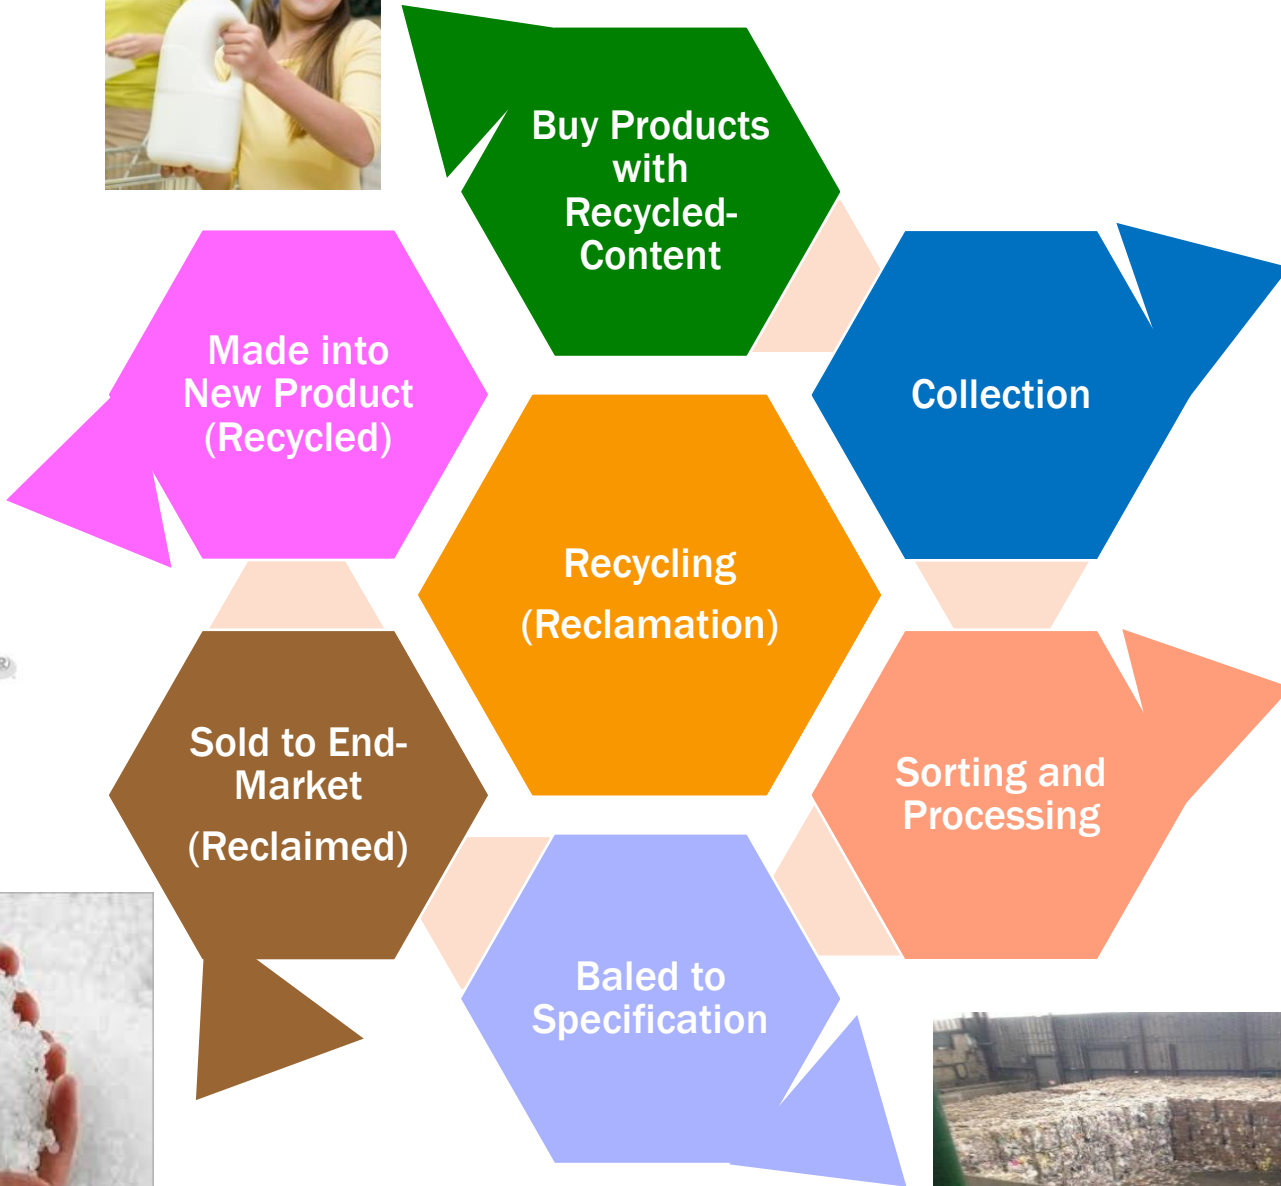 Buy Products
with
Recycled-
Content
Collection
Sorting and
Processing
Baled to
Specification
Sold to End-
Market
(Reclaimed)
Made into
New Product
(Recycled)
Recycling
(Reclamation)